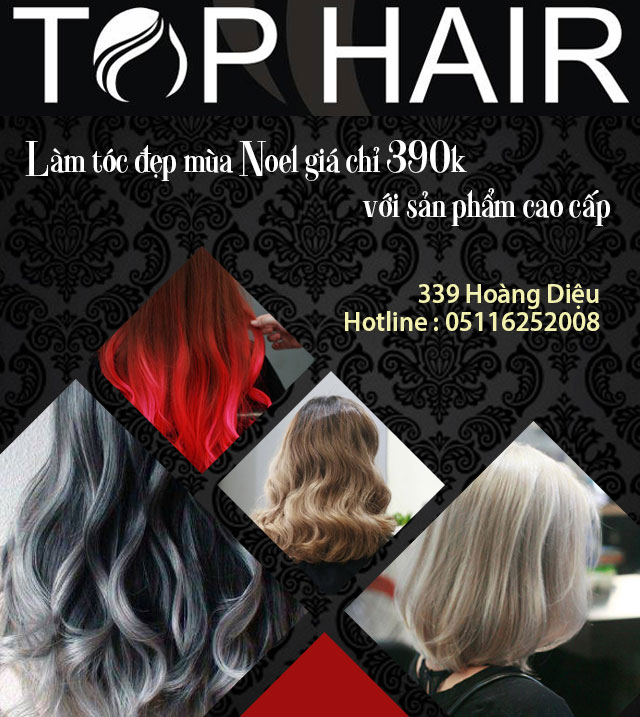 TOP HAIR
Làm tóc đẹp mùa Noel giá chỉ 390k
với sản phẩm cao cấp
339 Hoàng Diệu
Hotline : 05116252008